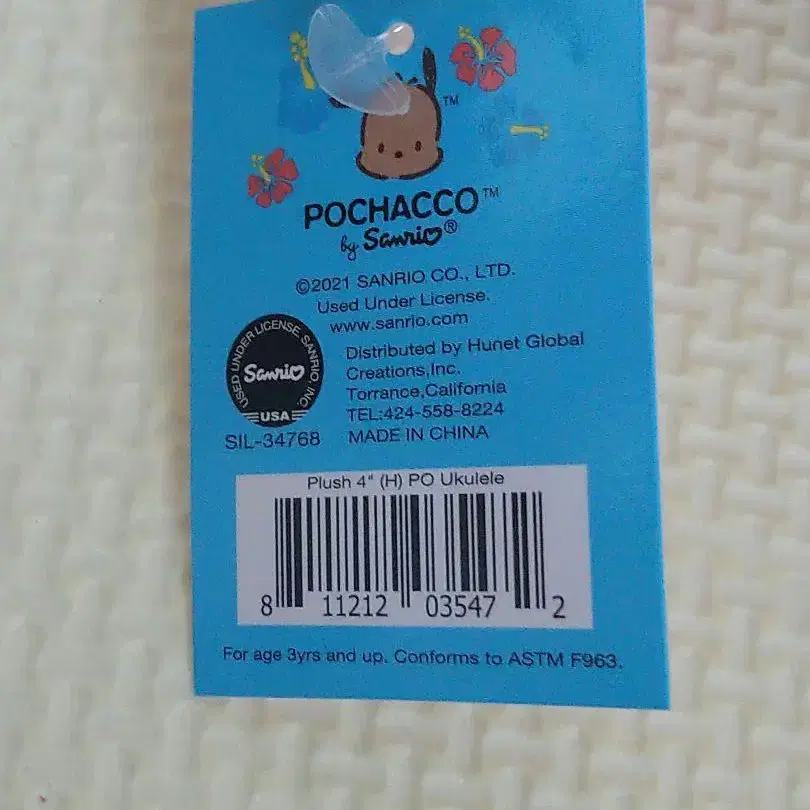 TM
POCHACCO™
by Sanrio®
©2021 SANRIO CO., LTD.
Used Under License.
www.sanrio.com
USED UNDER LICENSE. SANRIO, INC.
Sanrio
USA
SIL-34768
Distributed by Hunet Global
Creations,Inc.
Torrance,California
TEL:424-558-8224
MADE IN CHINA
Plush 4" (H) PO Ukulele
8 11212 03547 2
For age 3yrs and up. Conforms to ASTM F963.